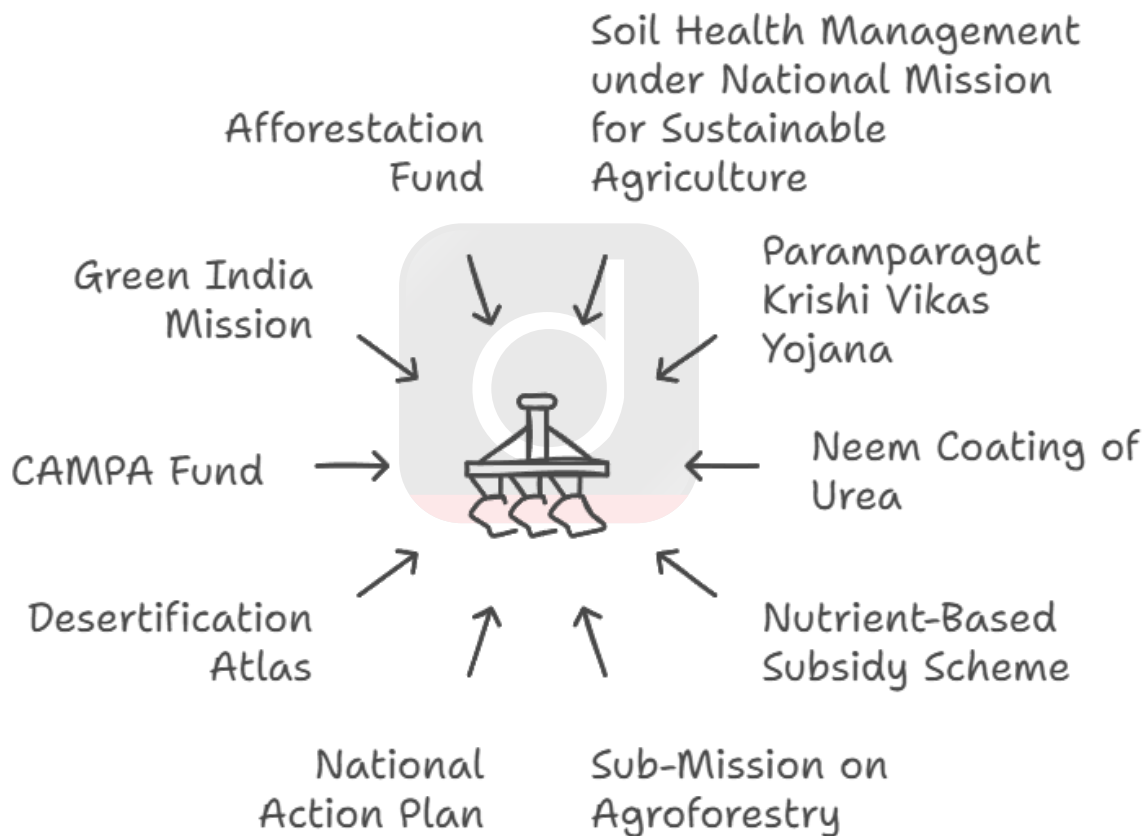 Soil Health Management
under National Mission
for Sustainable
Agriculture
Paramparagat
Krishi Vikas
Yojana
Neem Coating of
Urea
Nutrient-Based
Subsidy Scheme
Sub-Mission on
Agroforestry
National
Action Plan
Desertification
Atlas
CAMPA Fund
Green India
Mission
Afforestation
Fund